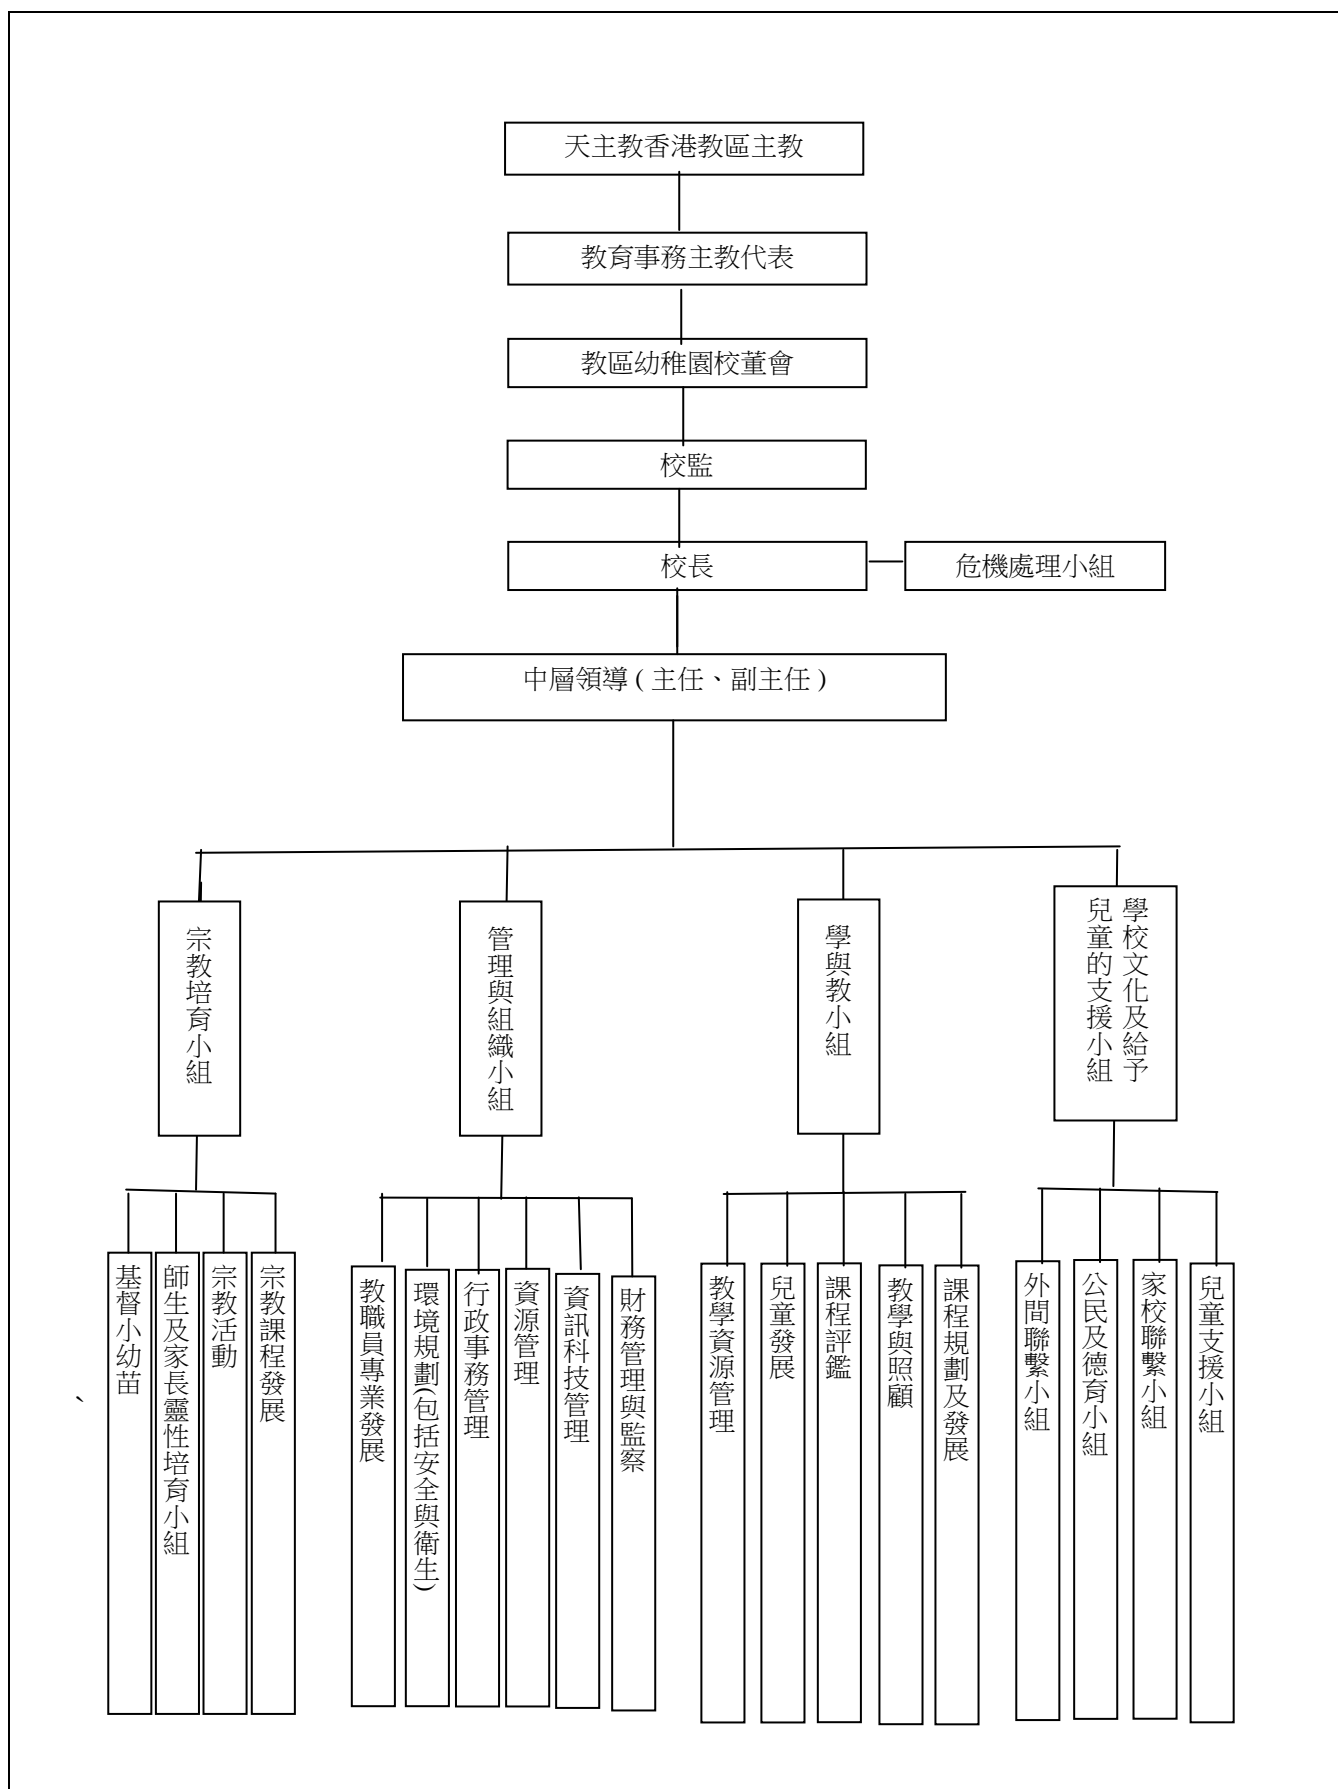 天主教香港教區主教
教育事務主教代表
教區幼稚園校董會
校監
校長
危機處理小組
中層領導 ( 主任、副主任 )
宗教培育小組
管理與組織小組
學與教小組
學校文化及給予
兒童的支援小組
基督小幼苗
師生及家長靈性培育小組
宗教活動
宗教課程發展
教職員專業發展
環境規劃(包括安全與衛生)
行政事務管理
資源管理
資訊科技管理
財務管理與監察
教學資源管理
兒童發展
課程評鑑
教學與照顧
課程規劃及發展
外間聯繫小組
公民及德育小組
家校聯繫小組
兒童支援小組
、